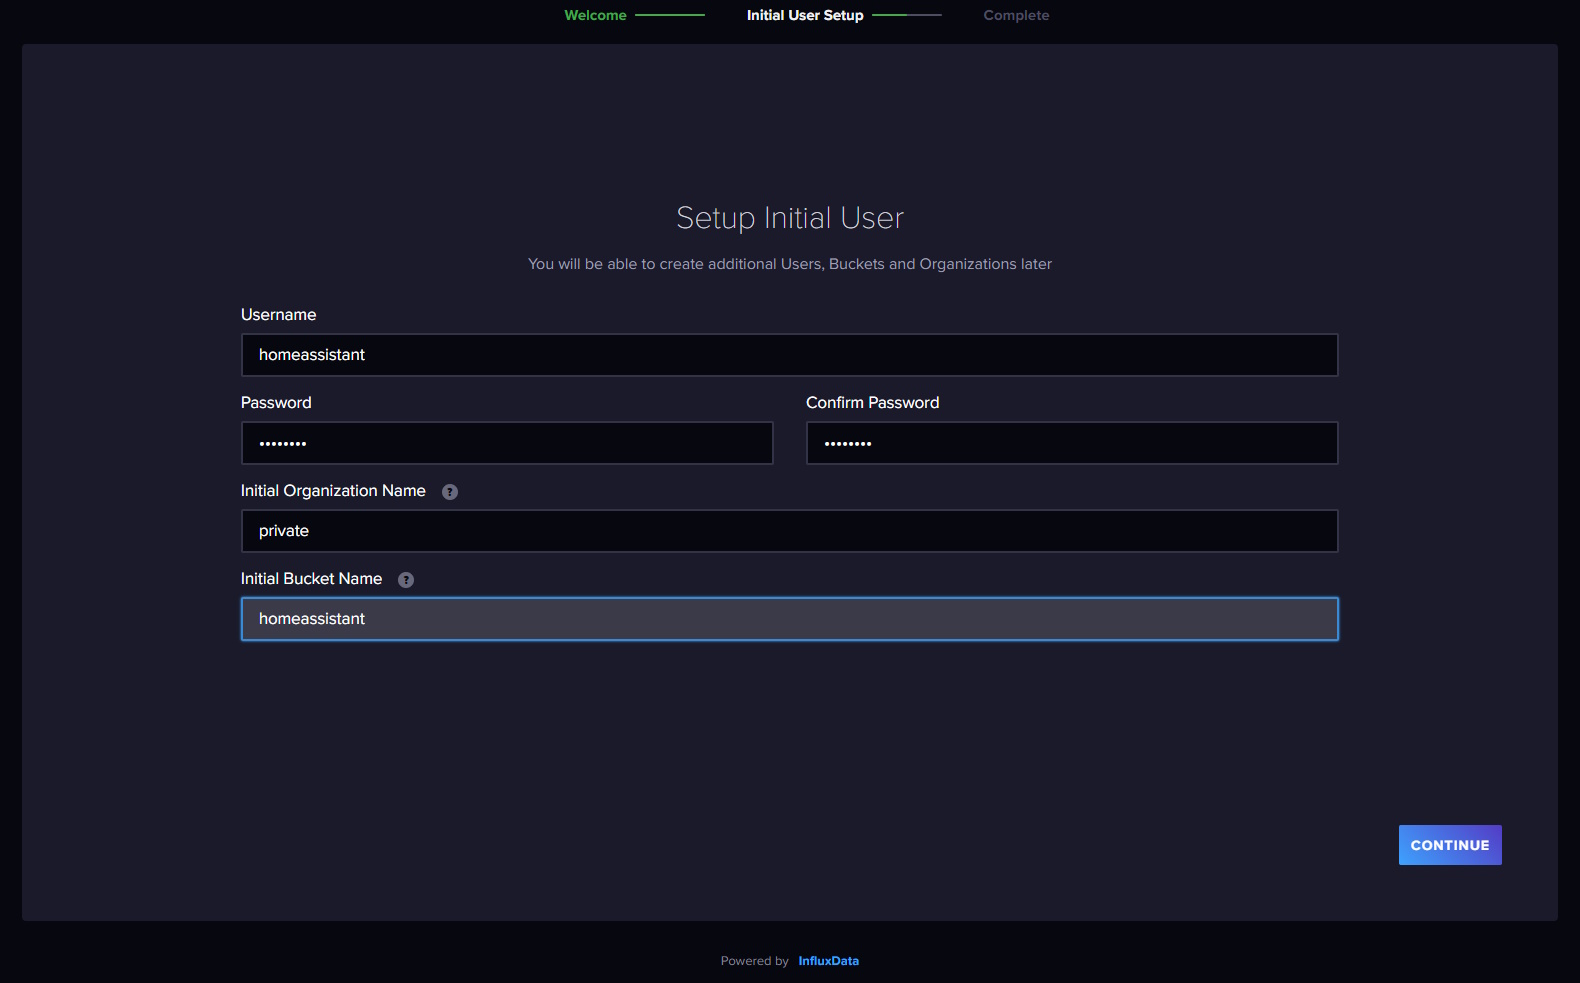 Welcome Initial User Setup Complete
Setup Initial User
You will be able to create additional Users, Buckets and Organizations later
Username
homeassistant
Password Confirm Password
•••••••• ••••••••
Initial Organization Name ?
private
Initial Bucket Name ?
homeassistant
CONTINUE
Powered by InfluxData